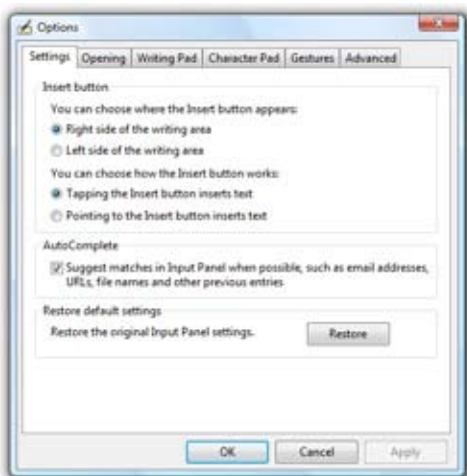 Options
Settings Opening Writing Pad Character Pad Gestures Advanced
Insert button
You can choose where the Insert button appears:
Right side of the writing area
Left side of the writing area
You can choose how the Insert button works:
Tapping the Insert button inserts text
Pointing to the Insert button inserts text
AutoComplete
Suggest matches in Input Panel when possible, such as email addresses,
URLs, file names and other previous entries
Restore default settings
Restore the original Input Panel settings. Restore
OK Cancel Apply